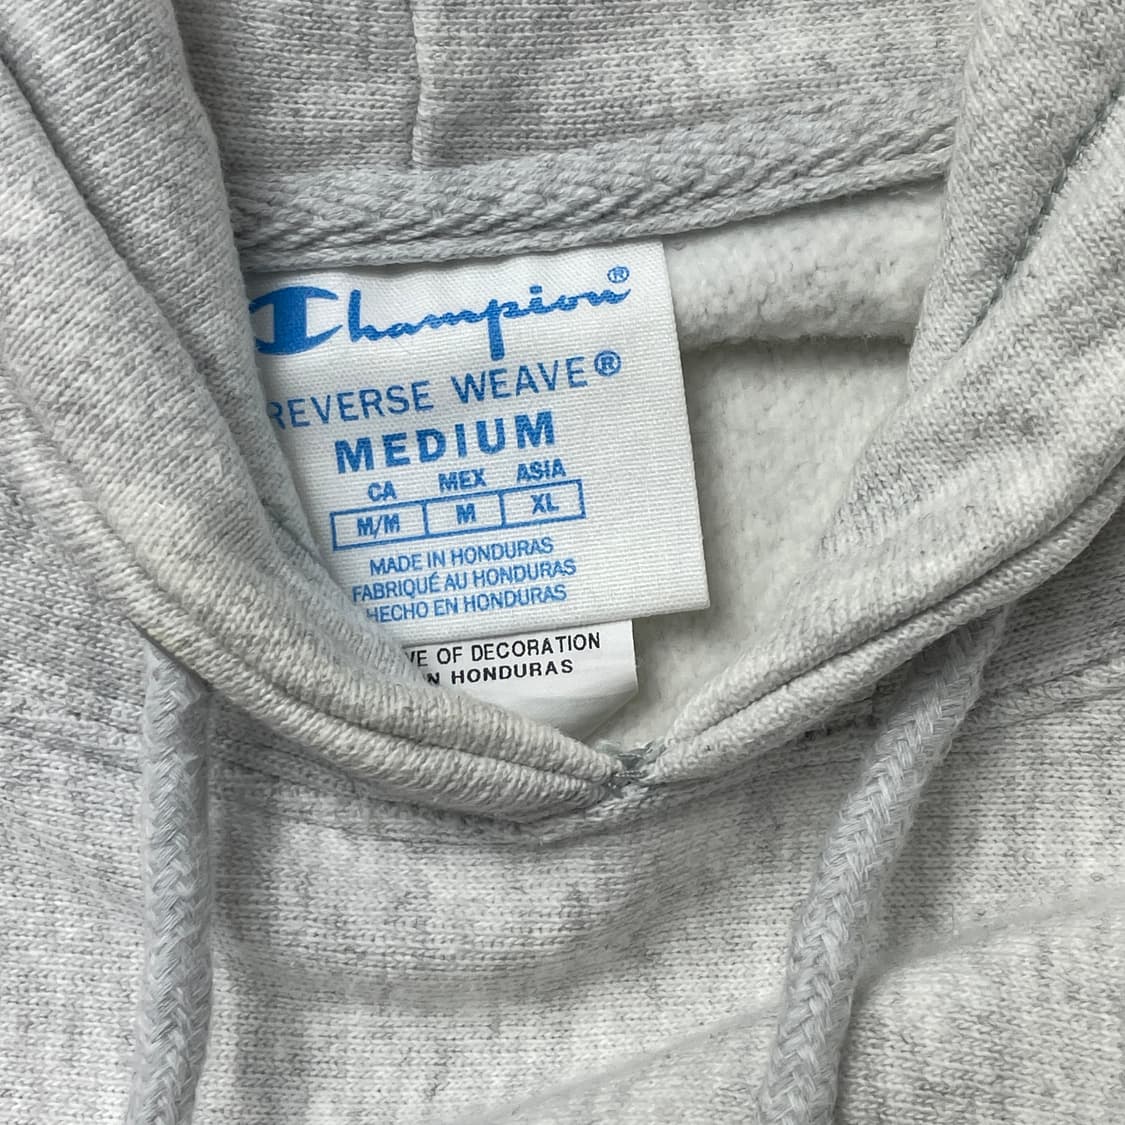 Champion®
REVERSE WEAVE®
MEDIUM
CA MEX ASIA
M/M M XL
MADE IN HONDURAS
FABRIQUÉ AU HONDURAS
HECHO EN HONDURAS
OF DECORATION
HONDURAS